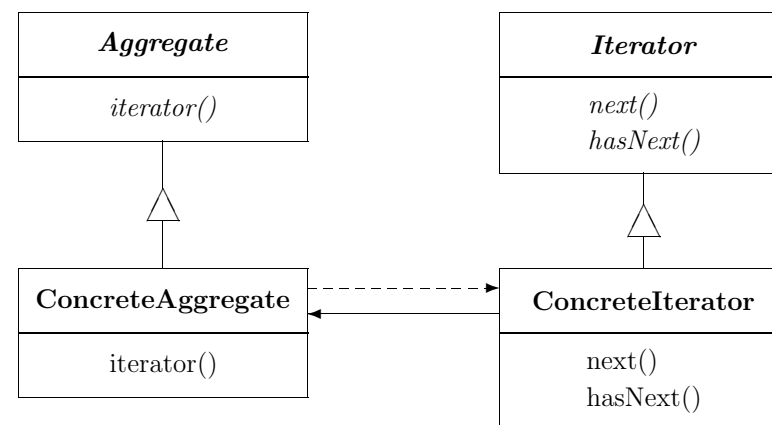 Aggregate
iterator()
Iterator
next()
hasNext()
ConcreteAggregate
iterator()
ConcreteIterator
next()
hasNext()